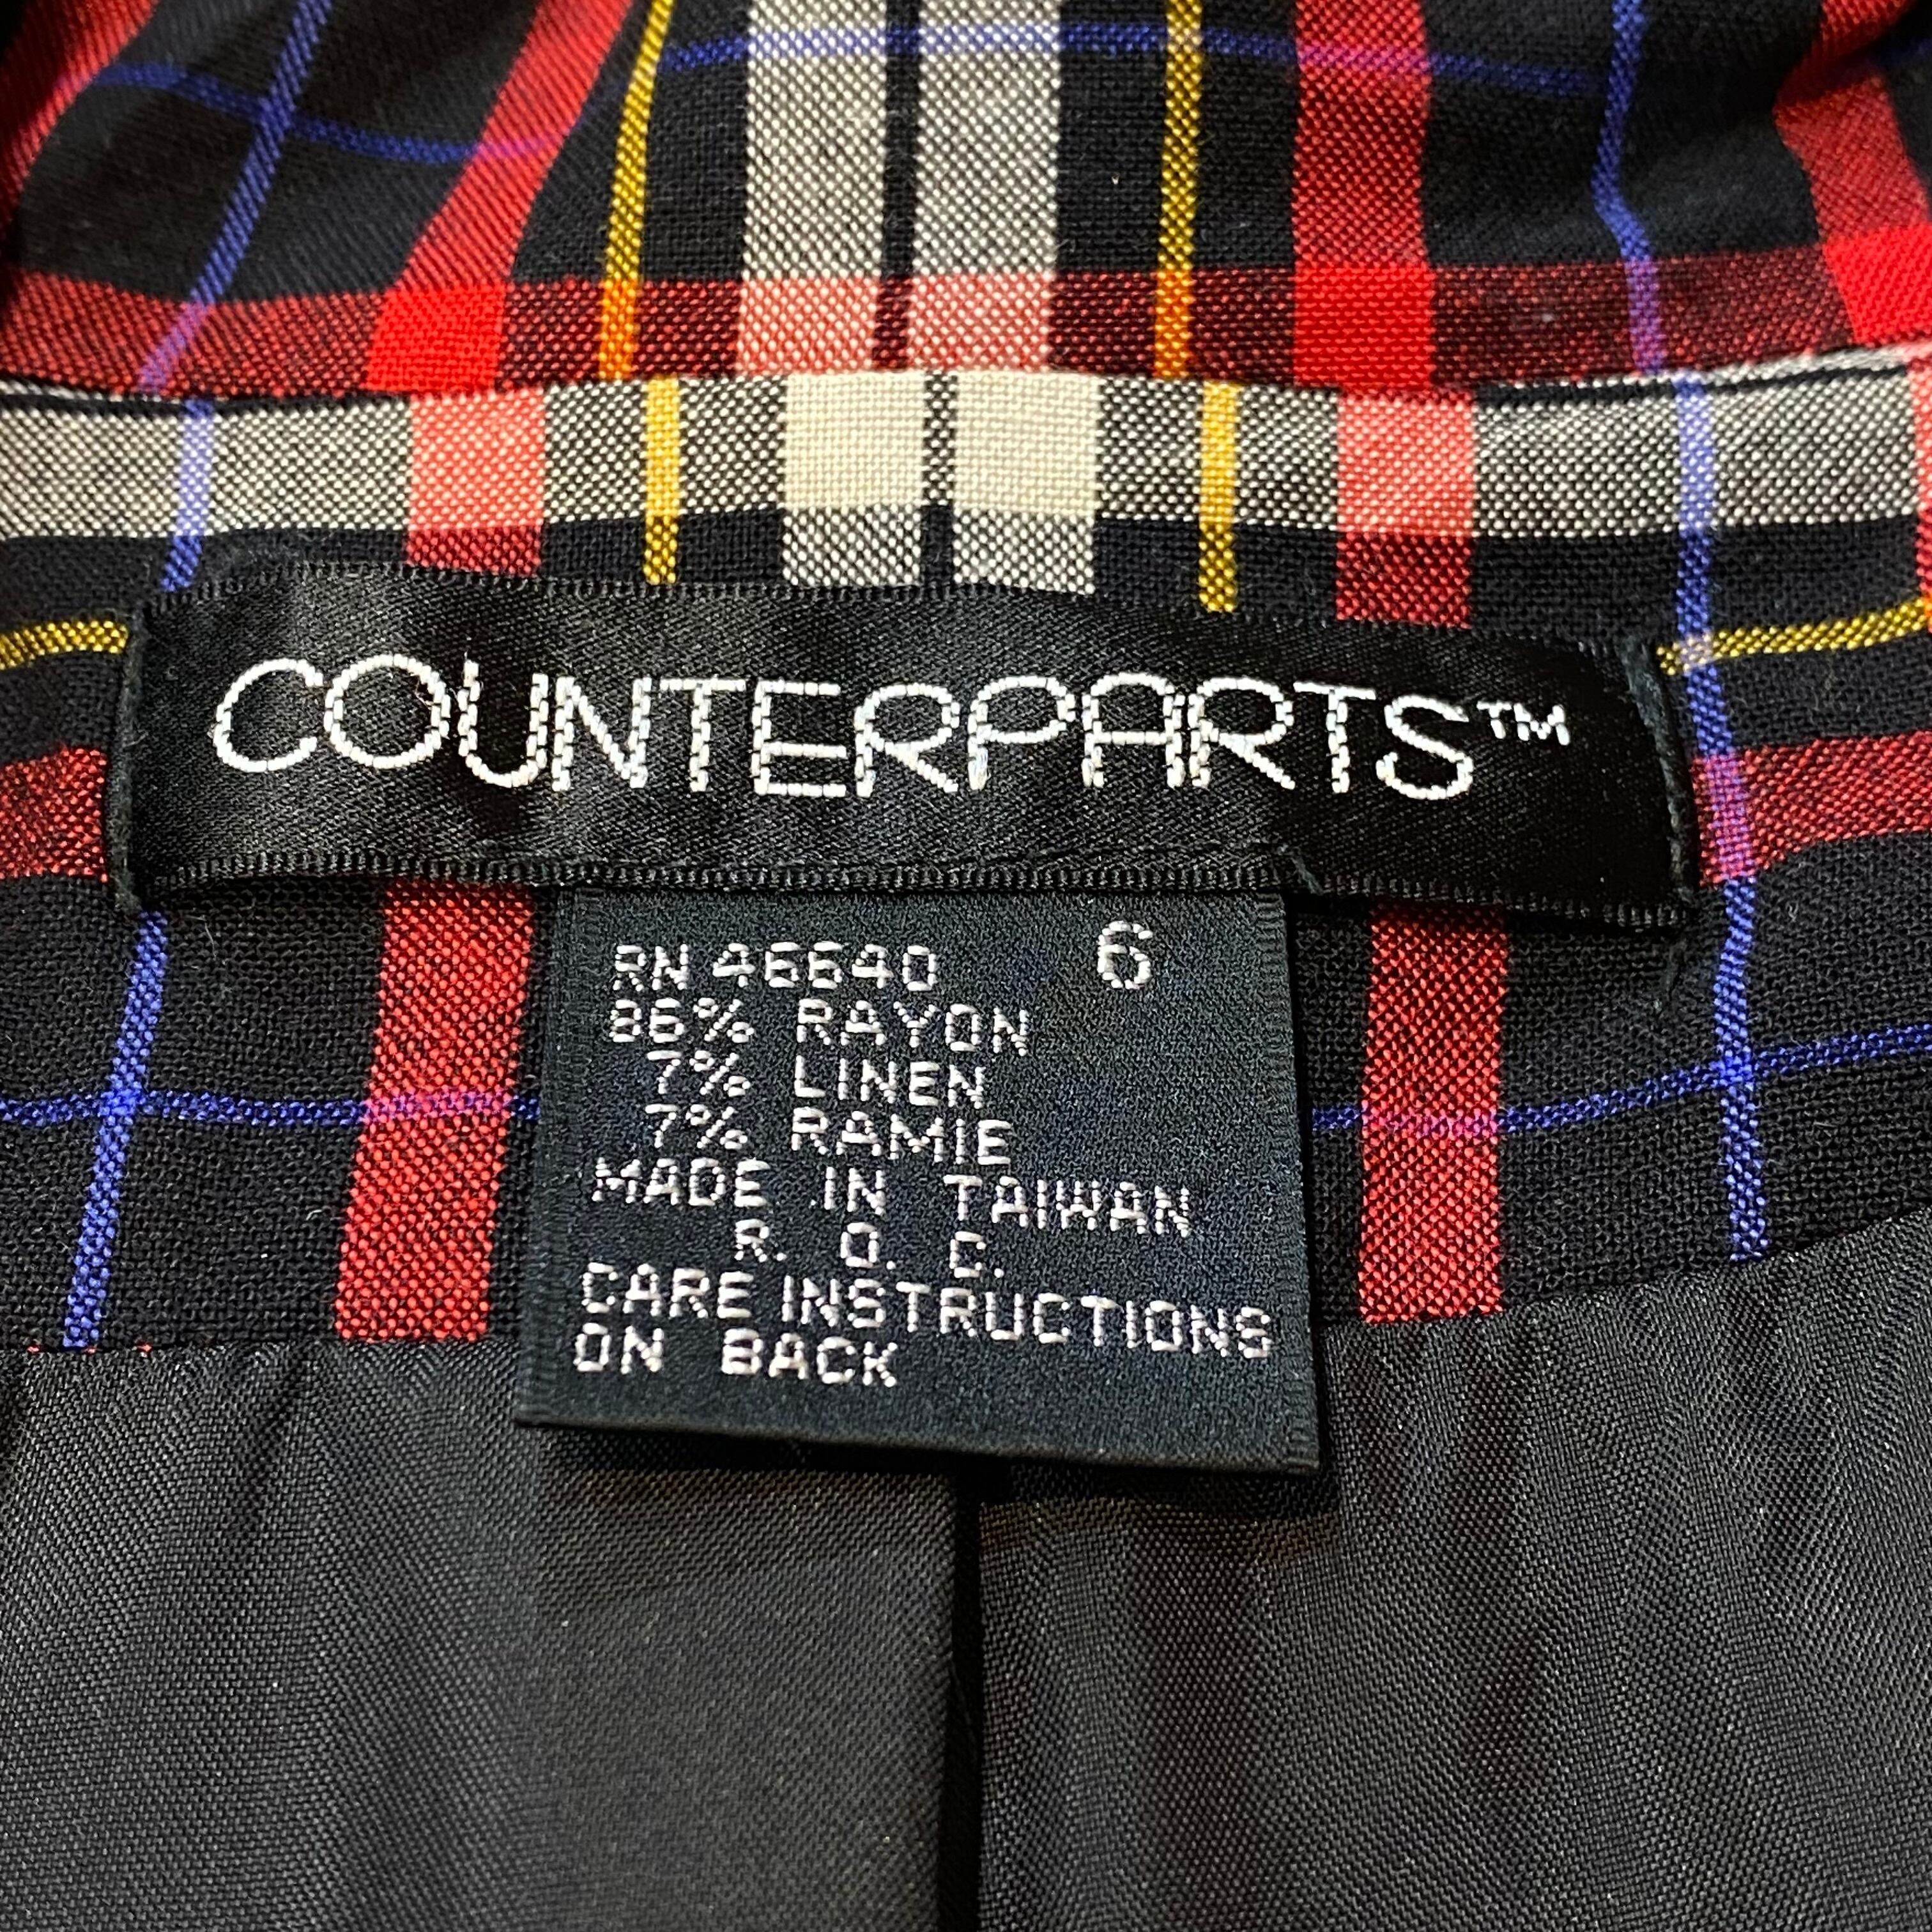 COUNTERPARTS™
RN 46640 6
86% RAYON
7% LINEN
7% RAMIE
MADE IN TAIWAN
R. O. C.
CARE INSTRUCTIONS
ON BACK